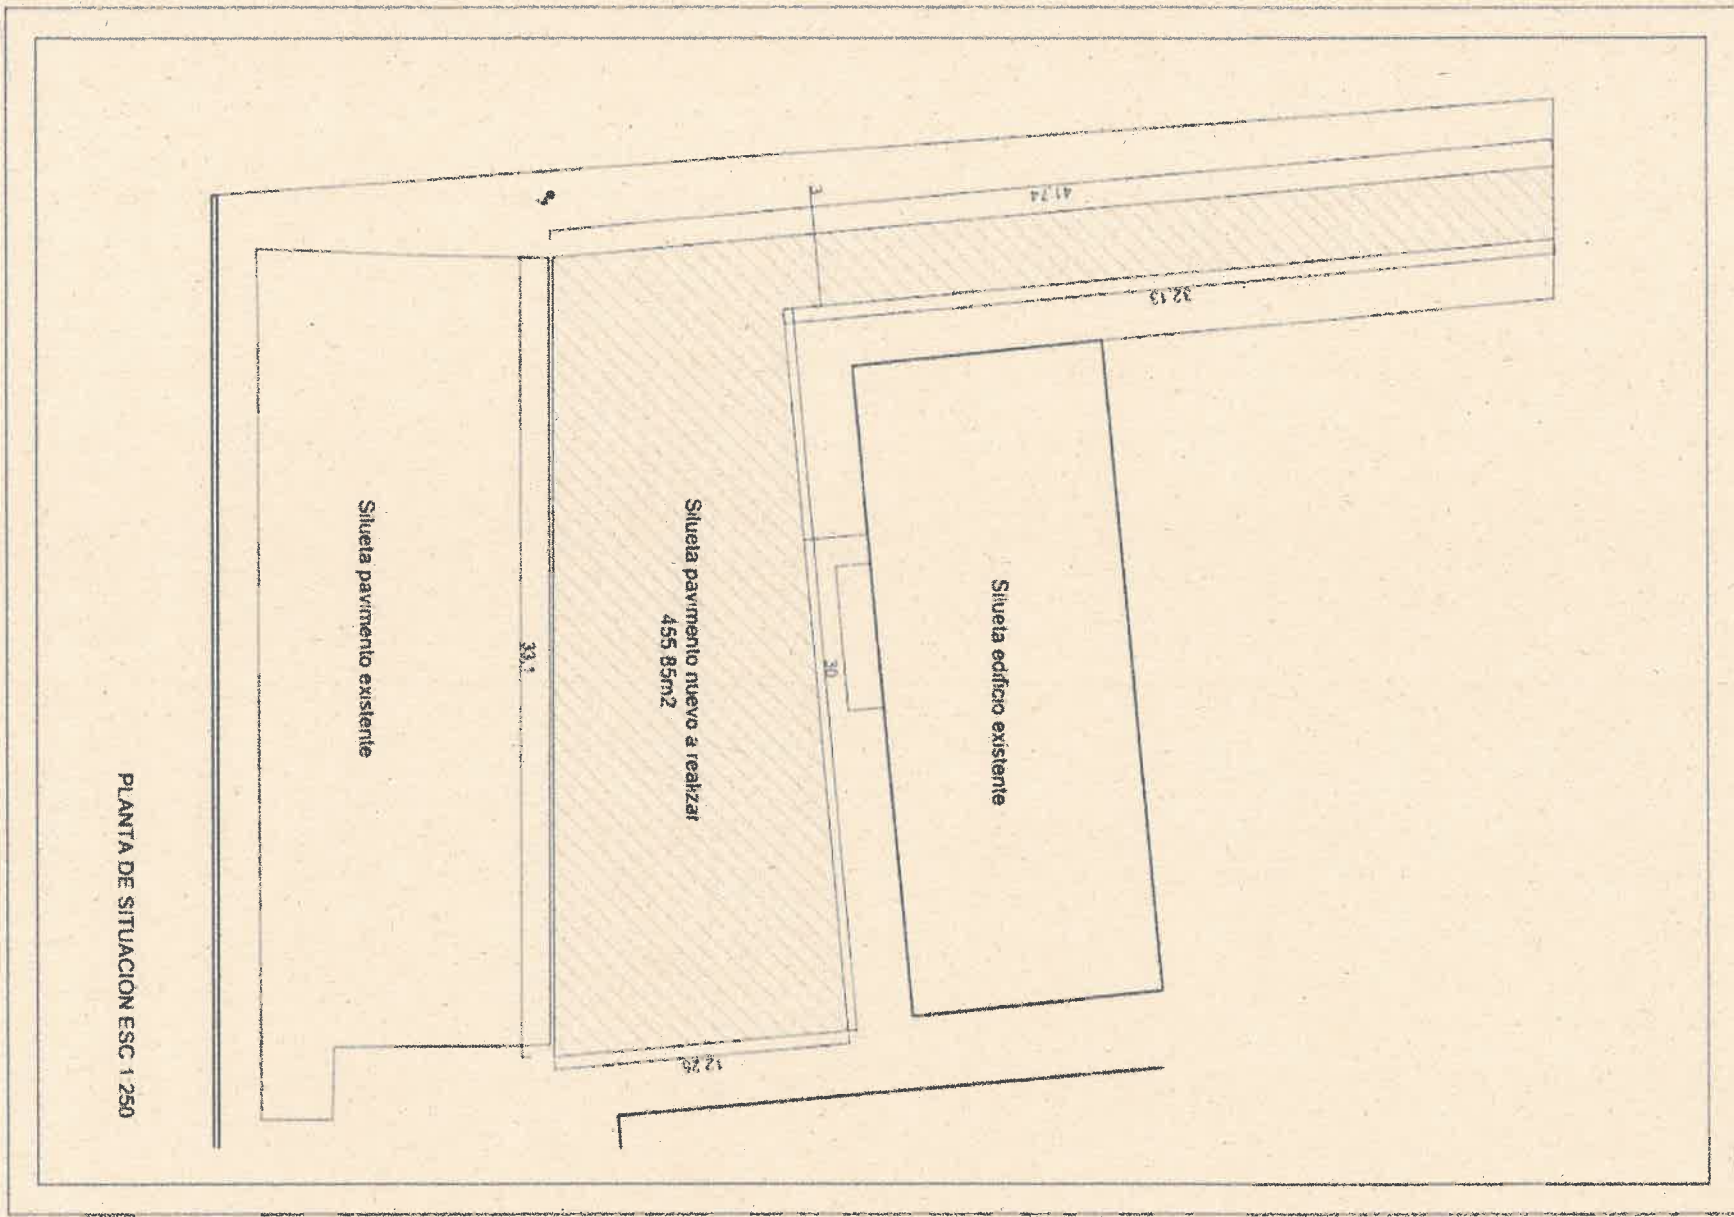 41.74
3
32.13
Silueta edificio existente
30
Silueta pavimento nuevo a realizar
455.85m2
12.25
33.1
Silueta pavimento existente
PLANTA DE SITUACIÓN ESC 1 250